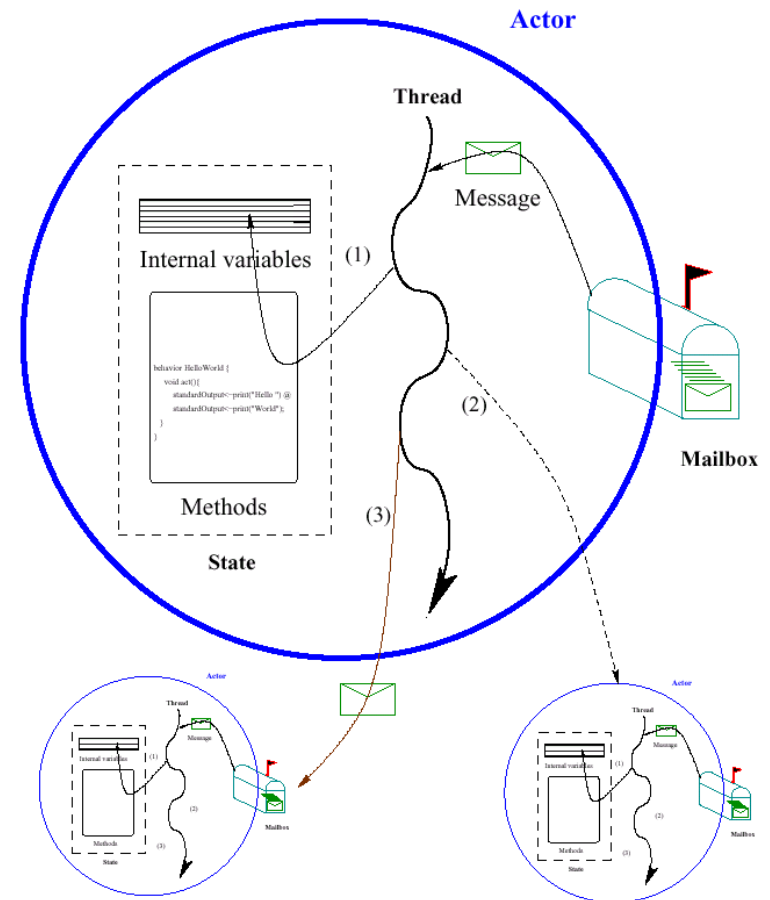 Actor
Thread
Message
Internal variables
(1)
behavior HelloWorld {
void act(){
standardOutput<−print("Hello ") @
standardOutput<−print("World");
}
}
(2)
Mailbox
Methods
(3)
State
Actor
Thread
Message
Internal variables
(1)
(2)
Mailbox
(3)
Methods
State
Actor
Thread
Message
Internal variables
(1)
(2)
Mailbox
Methods
(3)
State